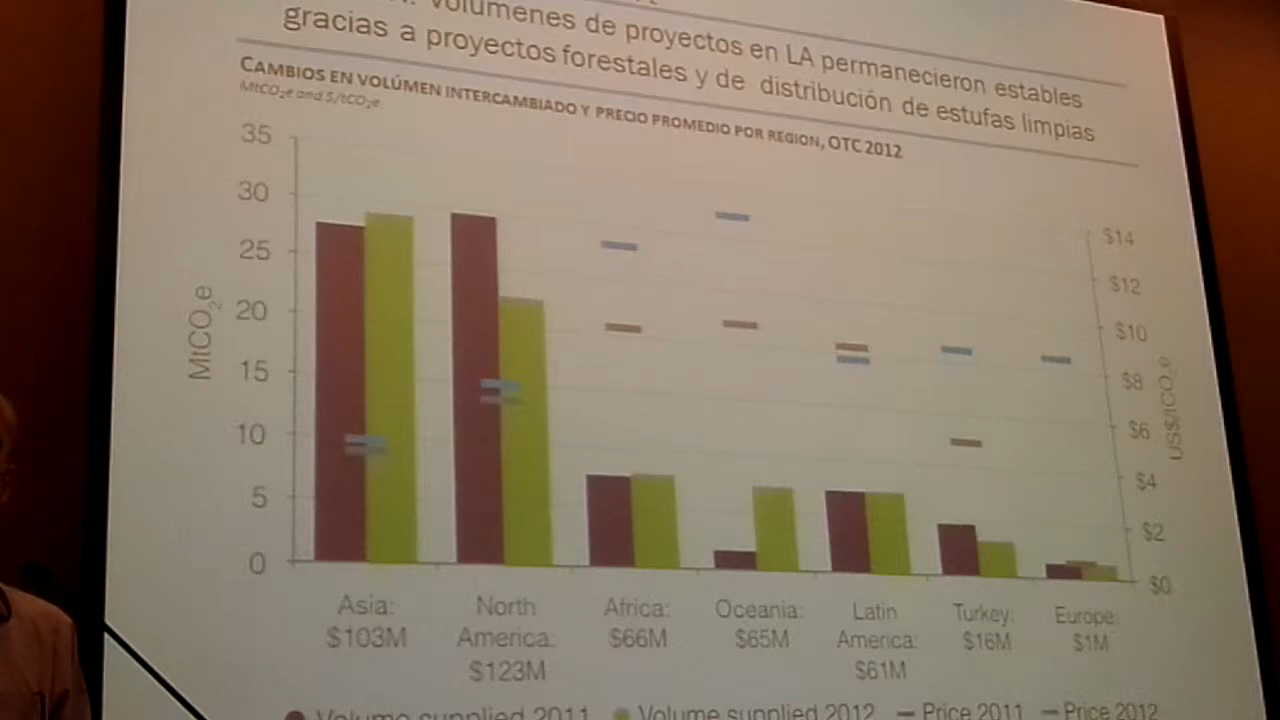 volúmenes de proyectos en LA permanecieron estables
gracias a proyectos forestales y de distribución de estufas limpias
CAMBIOS EN VOLÚMEN INTERCAMBIADO Y PRECIO PROMEDIO POR REGION, OTC 2012
MtCO₂e and $/tCO₂e
35
30
25
20
15
10
5
0
MtCO₂e
$14
$12
$10
$8
$6
$4
$2
$0
US$/tCO₂e
Asia:
$103M
North
America:
$123M
Africa:
$66M
Oceania:
$65M
Latin
America:
$61M
Turkey:
$16M
Europe:
$1M
Volume supplied 2011 Volume supplied 2012 Price 2011 Price 2012